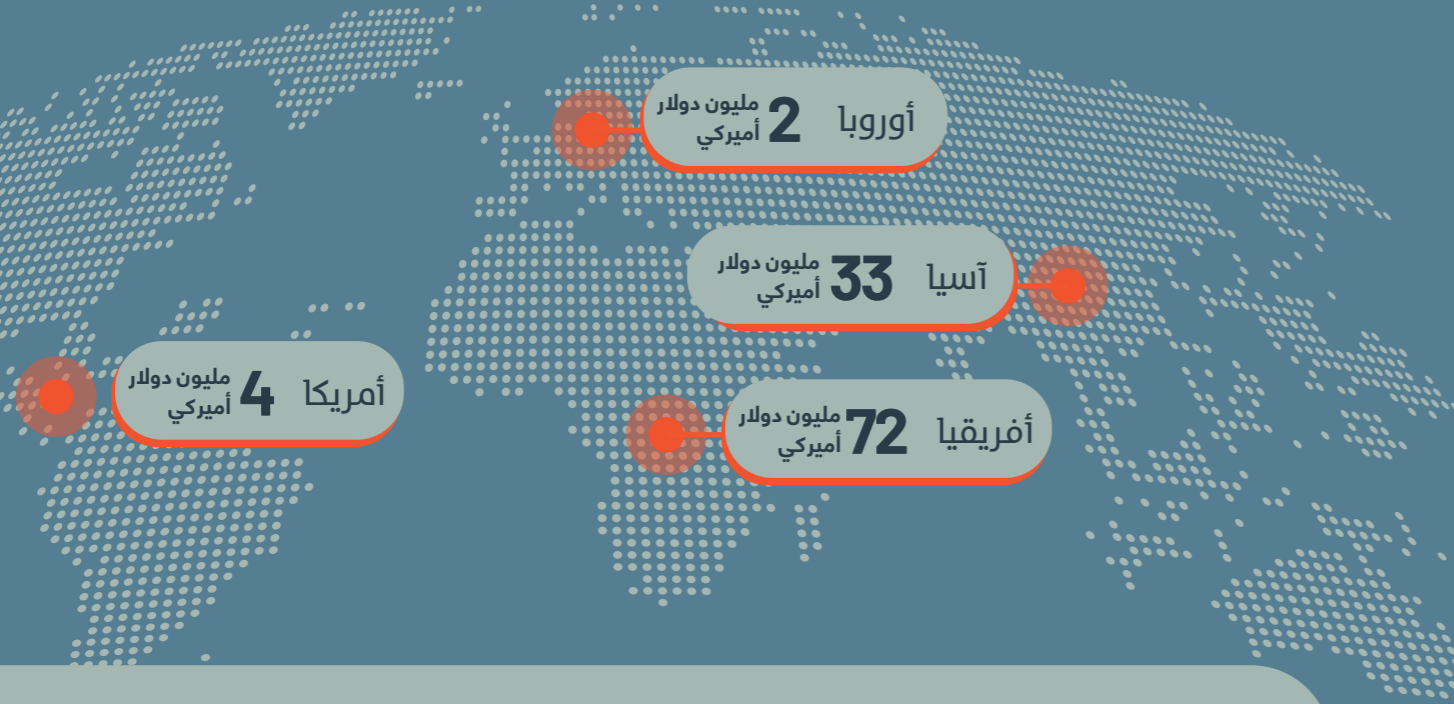 أوروبا 2 مليون دولار
أميركي
آسيا 33 مليون دولار
أميركي
أمريكا 4 مليون دولار
أميركي
أفريقيا 72 مليون دولار
أميركي